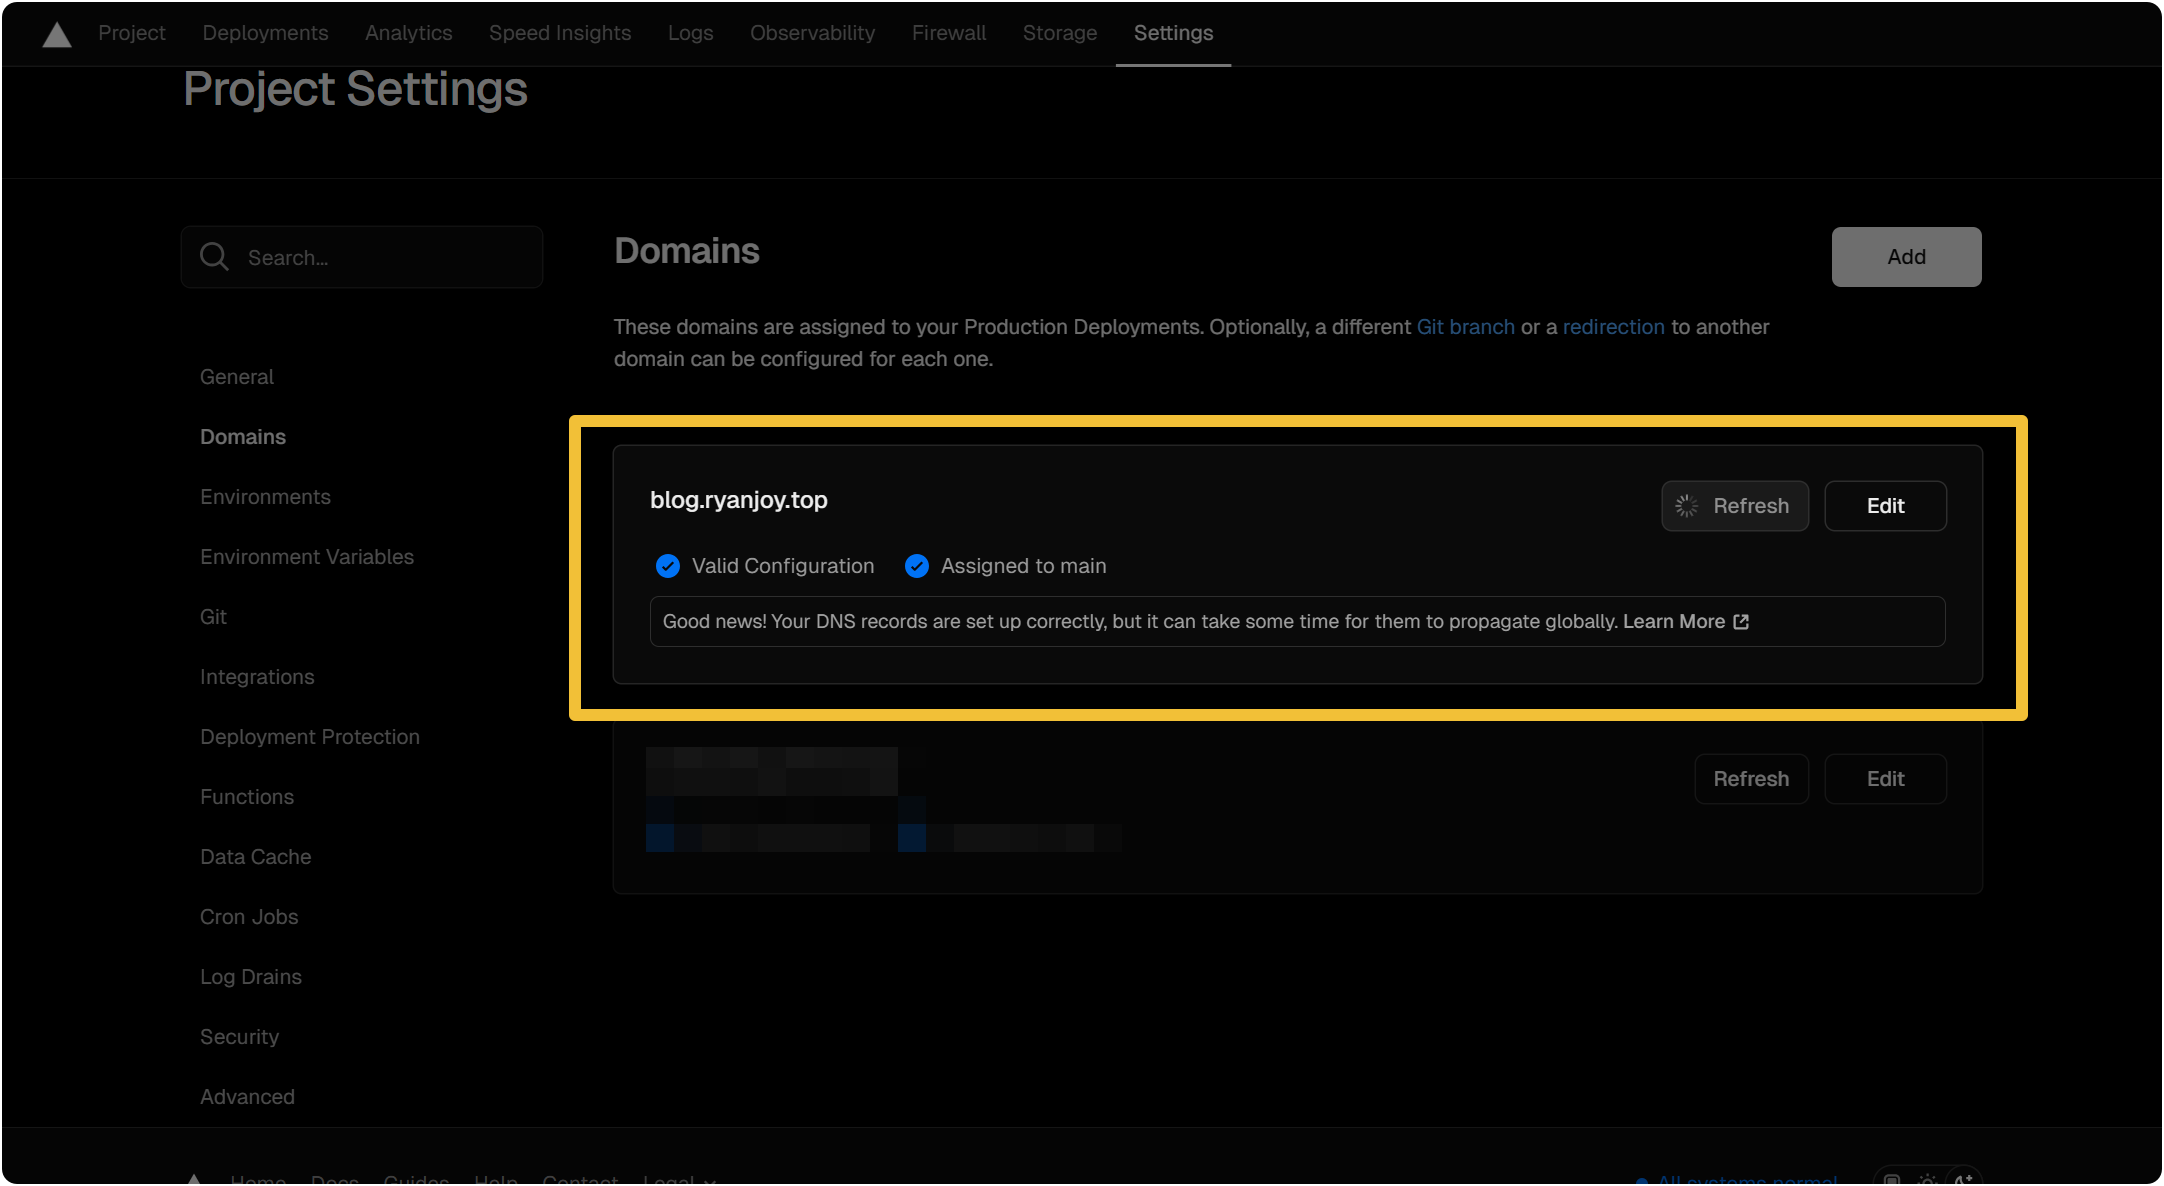 Project Deployments Analytics Speed Insights Logs Observability Firewall Storage Settings
Project Settings
Search...
Domains
Add
These domains are assigned to your Production Deployments. Optionally, a different Git branch or a redirection to another
domain can be configured for each one.
General
Domains
Environments
Environment Variables
Git
Integrations
Deployment Protection
Functions
Data Cache
Cron Jobs
Log Drains
Security
Advanced
blog.ryanjoy.top
Refresh Edit
Valid Configuration Assigned to main
Good news! Your DNS records are set up correctly, but it can take some time for them to propagate globally. Learn More
Refresh Edit
Home Docs Guides Help Contact Legal All systems normal